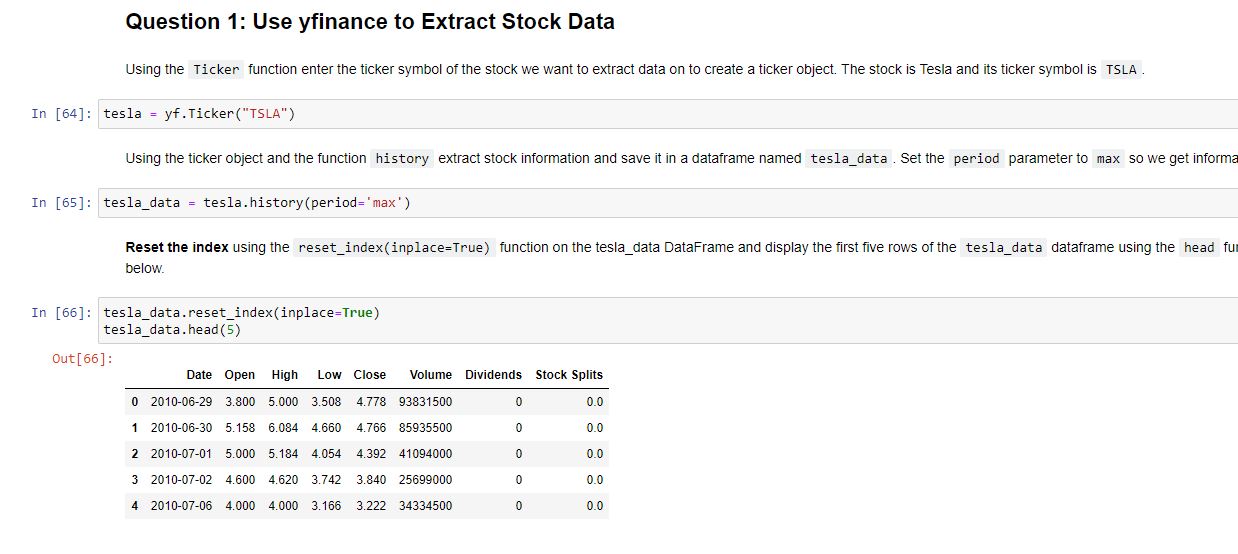 Question 1: Use yfinance to Extract Stock Data
Using the Ticker function enter the ticker symbol of the stock we want to extract data on to create a ticker object. The stock is Tesla and its ticker symbol is TSLA .
In [64]: tesla = yf.Ticker("TSLA")
Using the ticker object and the function history extract stock information and save it in a dataframe named tesla_data . Set the period parameter to max so we get informa
In [65]: tesla_data = tesla.history(period='max')
Reset the index using the reset_index(inplace=True) function on the tesla_data DataFrame and display the first five rows of the tesla_data dataframe using the head fu
below.
In [66]: tesla_data.reset_index(inplace=True)
tesla_data.head(5)
Out[66]:
Date Open High Low Close Volume Dividends Stock Splits
0 2010-06-29 3.800 5.000 3.508 4.778 93831500 0 0.0
1 2010-06-30 5.158 6.084 4.660 4.766 85935500 0 0.0
2 2010-07-01 5.000 5.184 4.054 4.392 41094000 0 0.0
3 2010-07-02 4.600 4.620 3.742 3.840 25699000 0 0.0
4 2010-07-06 4.000 4.000 3.166 3.222 34334500 0 0.0